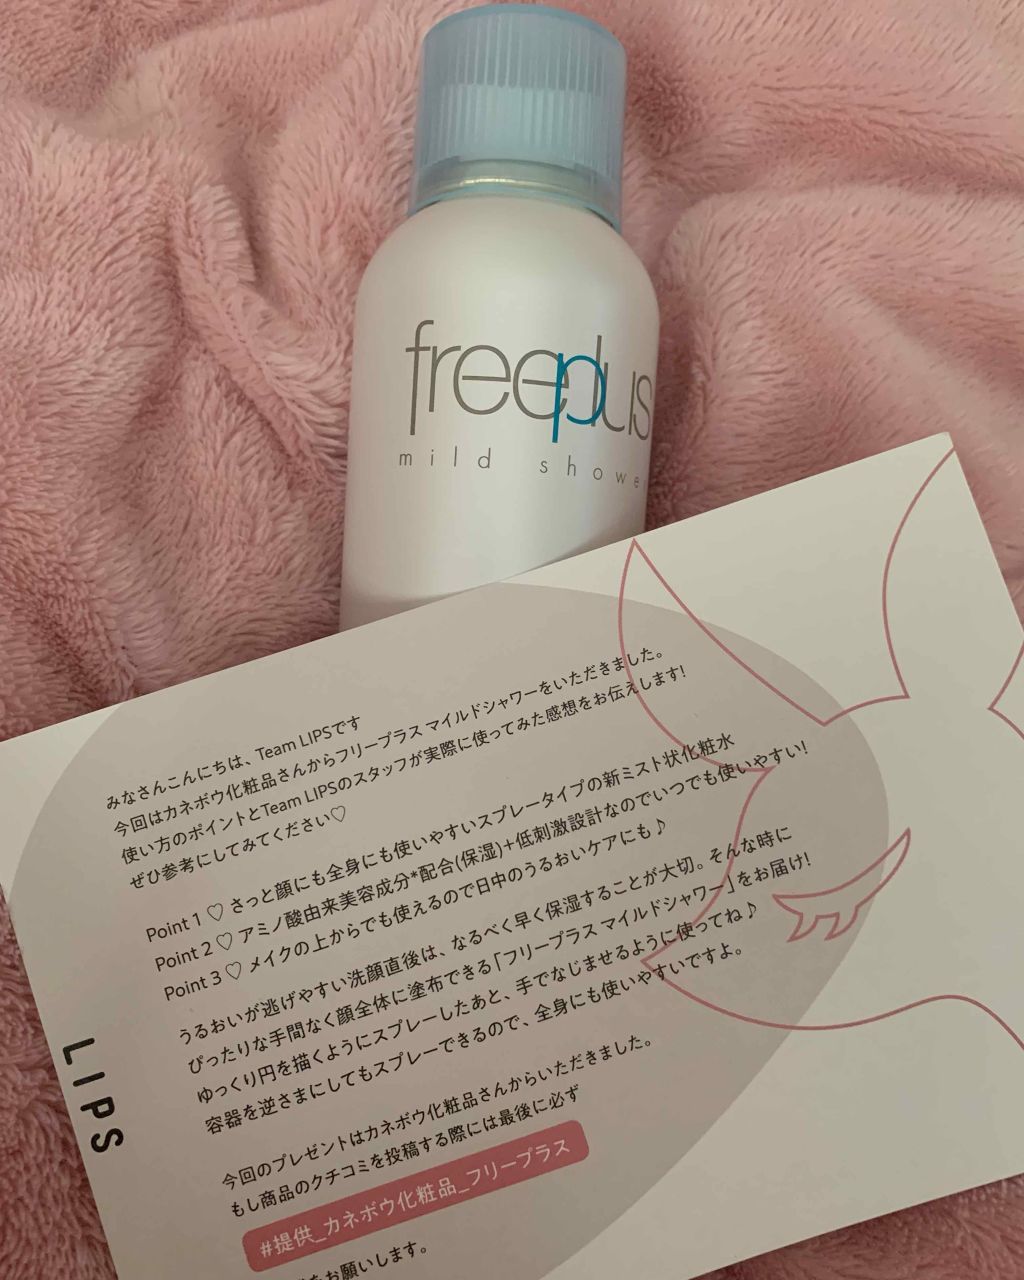 freeplus
mild showe
みなさんこんにちは、Team LIPSです
今回はカネボウ化粧品さんからフリープラス マイルドシャワーをいただきました。
使い方のポイントとTeam LIPSのスタッフが実際に使ってみた感想をお伝えします!
ぜひ参考にしてみてください♡
Point 1 ♡ さっと顔にも全身にも使いやすいスプレータイプの新ミスト状化粧水
Point 2 ♡ アミノ酸由来美容成分*配合(保湿)+低刺激設計なのでいつでも使いやすい!
Point 3 ♡ メイクの上からでも使えるので日中のうるおいケアにも♪
うるおいが逃げやすい洗顔直後は、なるべく早く保湿することが大切。そんな時に
ぴったりな手間なく顔全体に塗布できる「フリープラス マイルドシャワー」をお届け!
ゆっくり円を描くようにスプレーしたあと、手でなじませるように使ってね♪
容器を逆さまにしてもスプレーできるので、全身にも使いやすいですよ。
今回のプレゼントはカネボウ化粧品さんからいただきました。
もし商品のクチコミを投稿する際には最後に必ず
#提供_カネボウ化粧品_フリープラス
をお願いします。
LIPS